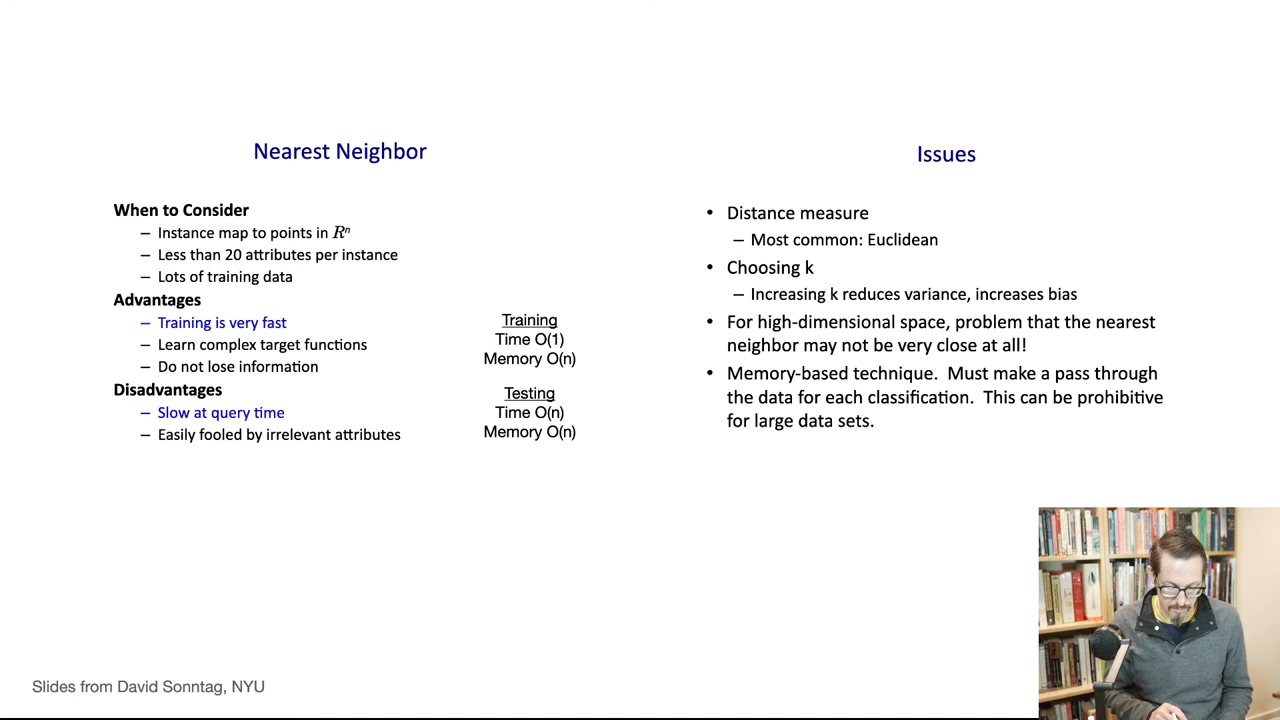 Nearest Neighbor
When to Consider
– Instance map to points in Rⁿ
– Less than 20 attributes per instance
– Lots of training data
Advantages
– Training is very fast
– Learn complex target functions
– Do not lose information
Disadvantages
– Slow at query time
– Easily fooled by irrelevant attributes
Training
Time O(1)
Memory O(n)
Testing
Time O(n)
Memory O(n)
Issues
• Distance measure
– Most common: Euclidean
• Choosing k
– Increasing k reduces variance, increases bias
• For high-dimensional space, problem that the nearest
neighbor may not be very close at all!
• Memory-based technique. Must make a pass through
the data for each classification. This can be prohibitive
for large data sets.
Slides from David Sonntag, NYU